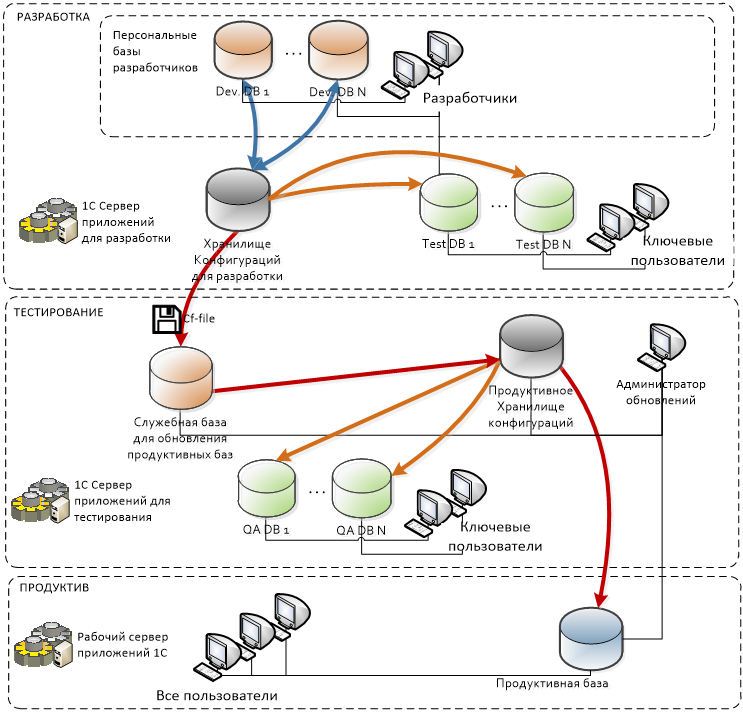 РАЗРАБОТКА
Персональные
базы
разработчиков
Dev. DB 1
...
Dev. DB N
Разработчики
1С Сервер
приложений
для разработки
Хранилище
Конфигураций
для разработки
Test DB 1
...
Test DB N
Ключевые
пользователи
ТЕСТИРОВАНИЕ
Cf-file
Служебная база
для обновления
продуктивных баз
Продуктивное
Хранилище
конфигураций
Администратор
обновлений
1С Сервер
приложений для
тестирования
QA DB 1
...
QA DB N
Ключевые
пользователи
ПРОДУКТИВ
Рабочий сервер
приложений 1С
Все пользователи
Продуктивная база